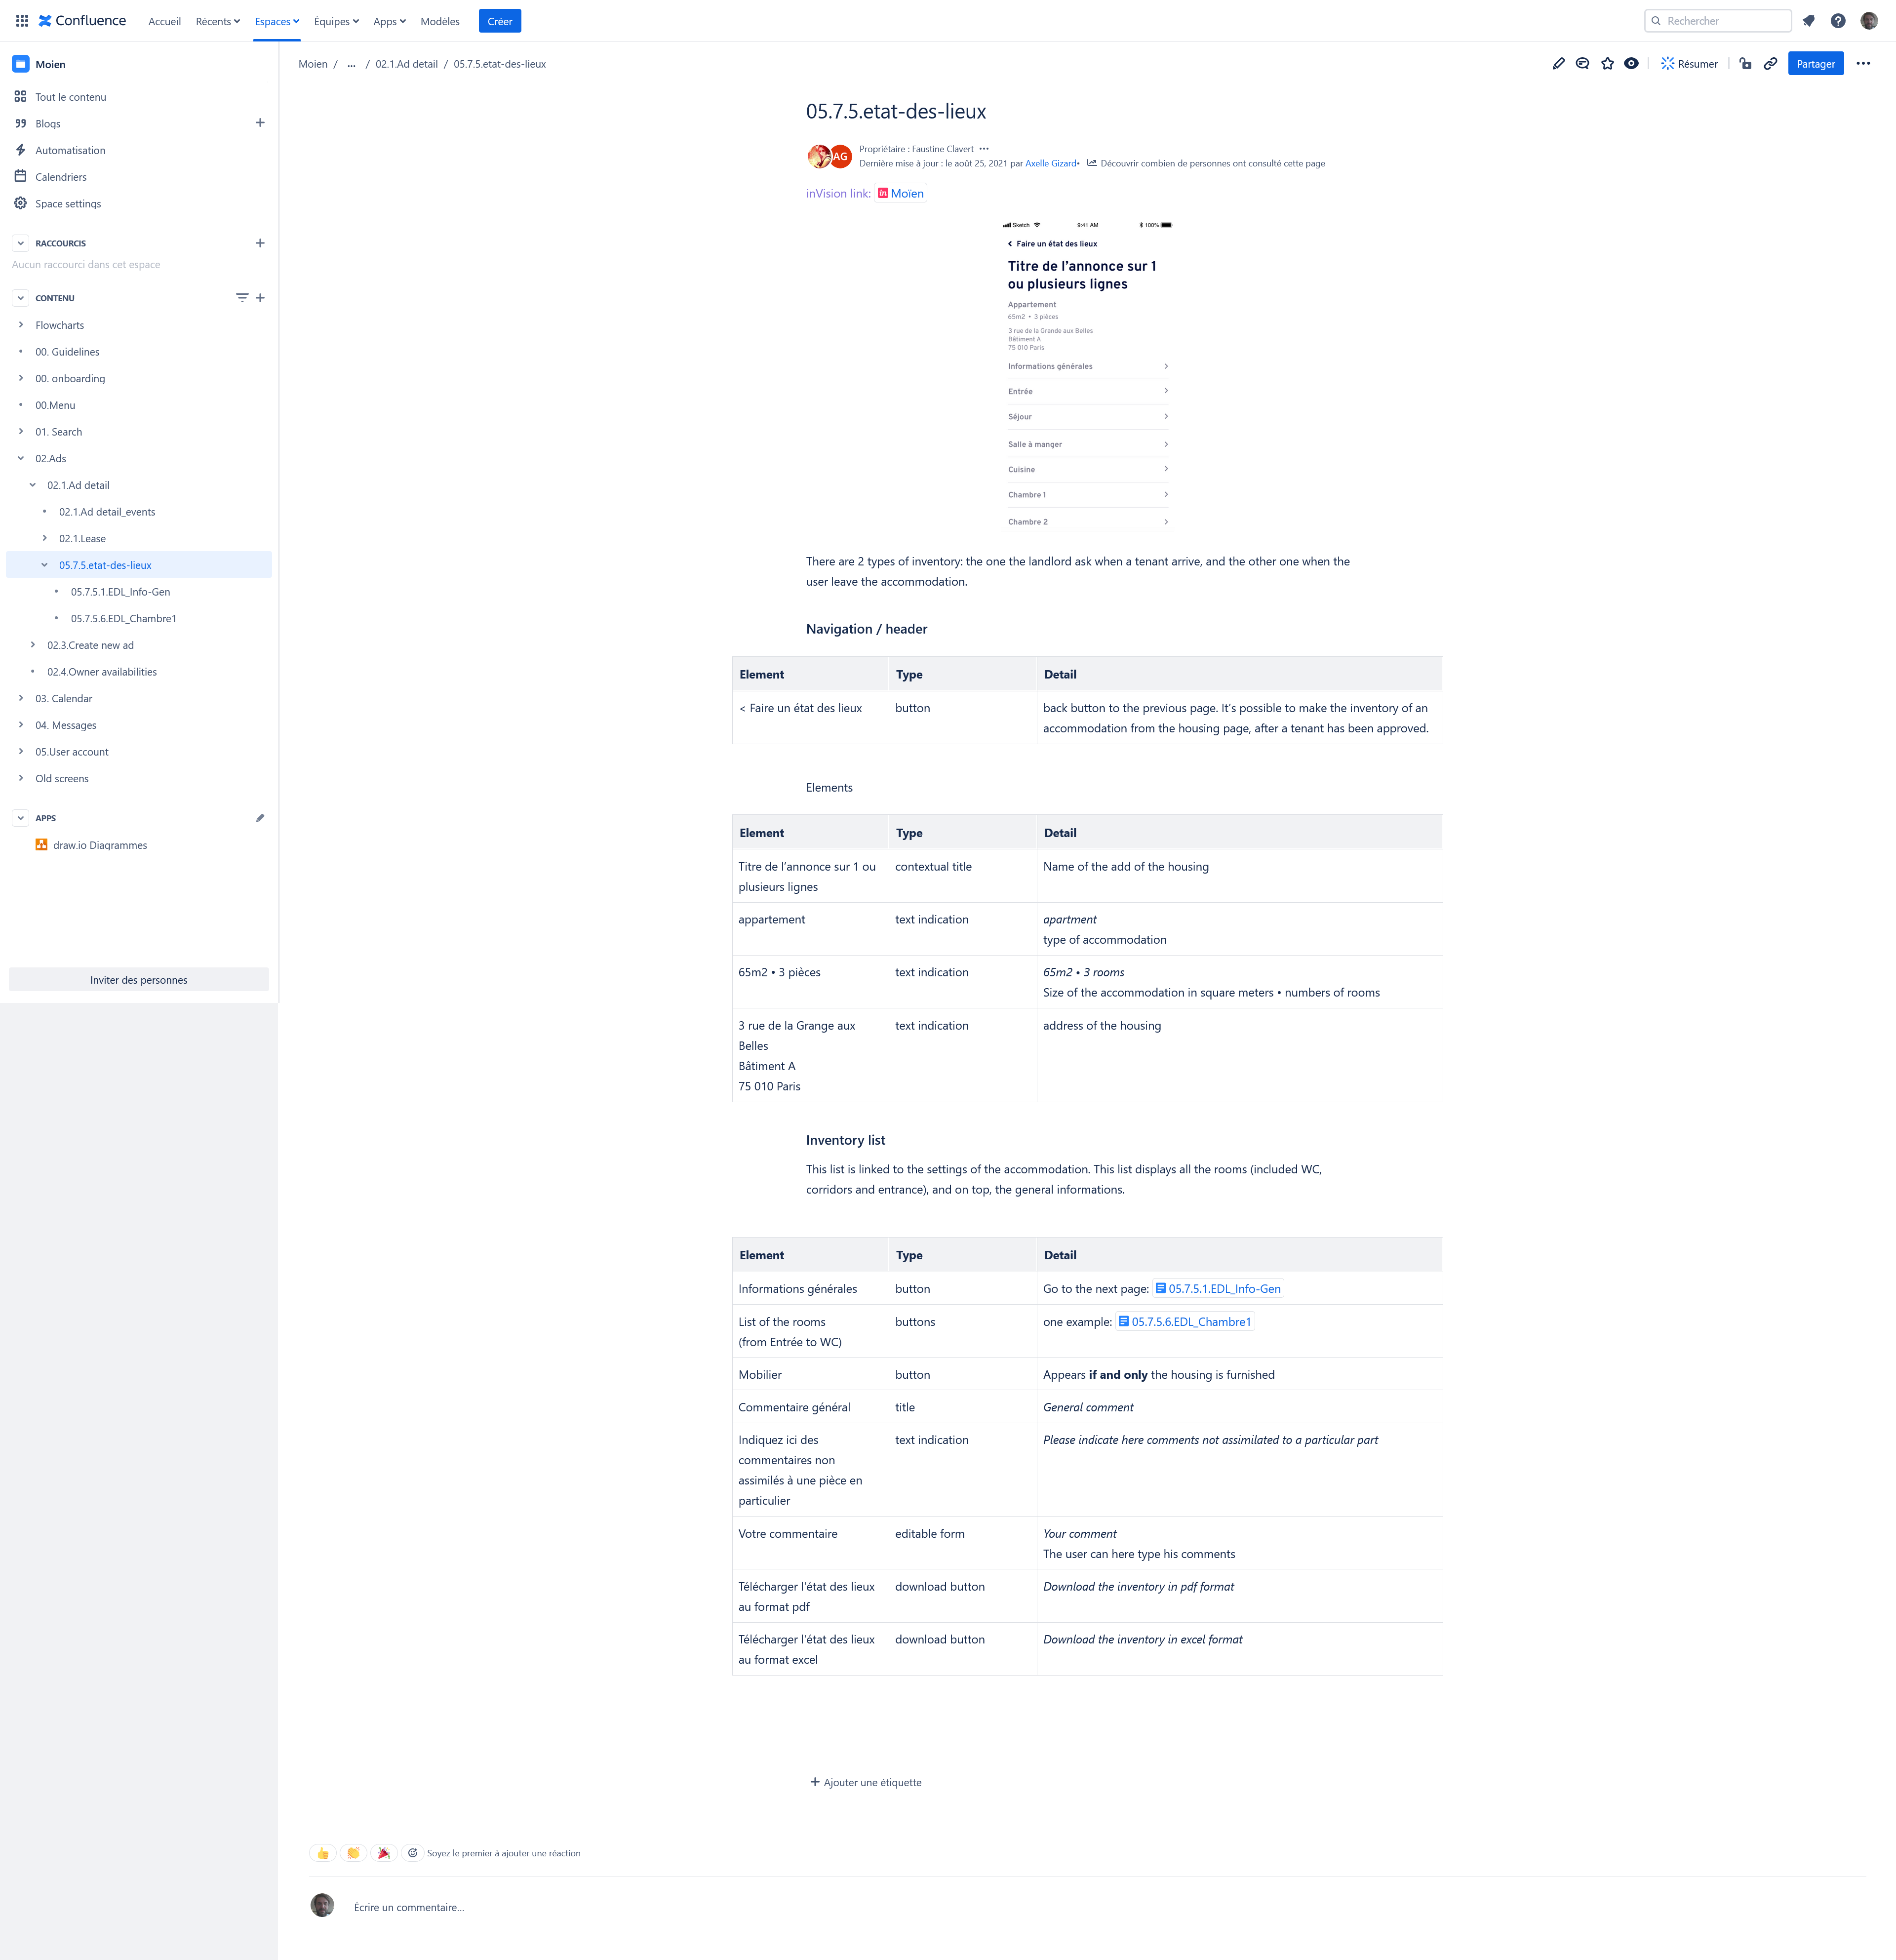 Confluence
Accueil
Récents
Espaces
Équipes
Apps
Modèles
Créer
Rechercher
Moien
Tout le contenu
Blogs
Automatisation
Calendriers
Space settings
RACCOURCIS
Aucun raccourci dans cet espace
CONTENU
Flowcharts
00. Guidelines
00. onboarding
00.Menu
01. Search
02.Ads
02.1.Ad detail
02.1.Ad detail_events
02.1.Lease
05.7.5.etat-des-lieux
05.7.5.1.EDL_Info-Gen
05.7.5.6.EDL_Chambre1
02.3.Create new ad
02.4.Owner availabilities
03. Calendar
04. Messages
05.User account
Old screens
APPS
draw.io Diagrammes
Inviter des personnes
Moien / ... / 02.1.Ad detail / 05.7.5.etat-des-lieux
Résumer
Partager
05.7.5.etat-des-lieux
AG
Propriétaire : Faustine Clavert
Dernière mise à jour : le août 25, 2021 par Axelle Gizard• Découvrir combien de personnes ont consulté cette page
inVision link: in Moïen
Sketch 9:41 AM 100%
Faire un état des lieux
Titre de l’annonce sur 1
ou plusieurs lignes
Appartement
65m2 • 3 pièces
3 rue de la Grande aux Belles
Bâtiment A
75 010 Paris
Informations générales
Entrée
Séjour
Salle à manger
Cuisine
Chambre 1
Chambre 2
There are 2 types of inventory: the one the landlord ask when a tenant arrive, and the other one when the
user leave the accommodation.
Navigation / header
Element Type Detail
< Faire un état des lieux button back button to the previous page. It’s possible to make the inventory of an
accommodation from the housing page, after a tenant has been approved.
Elements
Element Type Detail
Titre de l’annonce sur 1 ou contextual title Name of the add of the housing
plusieurs lignes
appartement text indication apartment
type of accommodation
65m2 • 3 pièces text indication 65m2 • 3 rooms
Size of the accommodation in square meters • numbers of rooms
3 rue de la Grange aux text indication address of the housing
Belles
Bâtiment A
75 010 Paris
Inventory list
This list is linked to the settings of the accommodation. This list displays all the rooms (included WC,
corridors and entrance), and on top, the general informations.
Element Type Detail
Informations générales button Go to the next page: 05.7.5.1.EDL_Info-Gen
List of the rooms buttons one example: 05.7.5.6.EDL_Chambre1
(from Entrée to WC)
Mobilier button Appears if and only the housing is furnished
Commentaire général title General comment
Indiquez ici des text indication Please indicate here comments not assimilated to a particular part
commentaires non
assimilés à une pièce en
particulier
Votre commentaire editable form Your comment
The user can here type his comments
Télécharger l’état des lieux download button Download the inventory in pdf format
au format pdf
Télécharger l’état des lieux download button Download the inventory in excel format
au format excel
Ajouter une étiquette
Soyez le premier à ajouter une réaction
Écrire un commentaire…